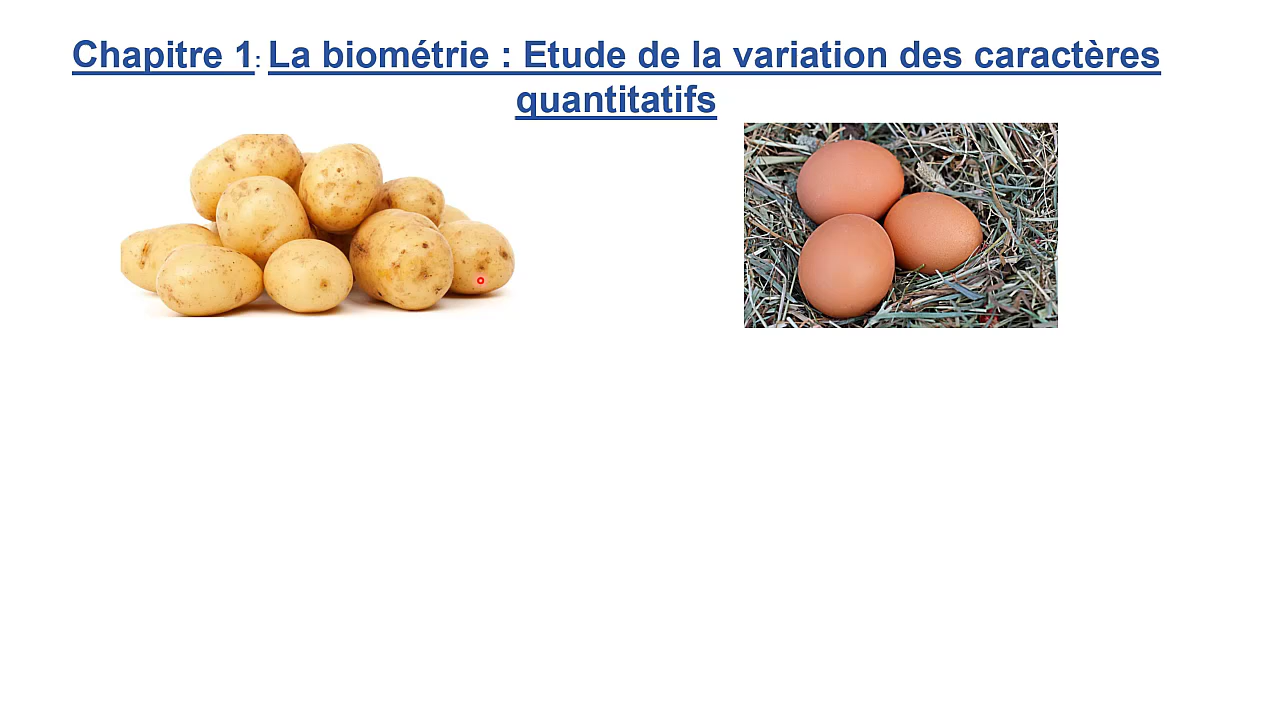 Chapitre 1: La biométrie : Etude de la variation des caractères
quantitatifs